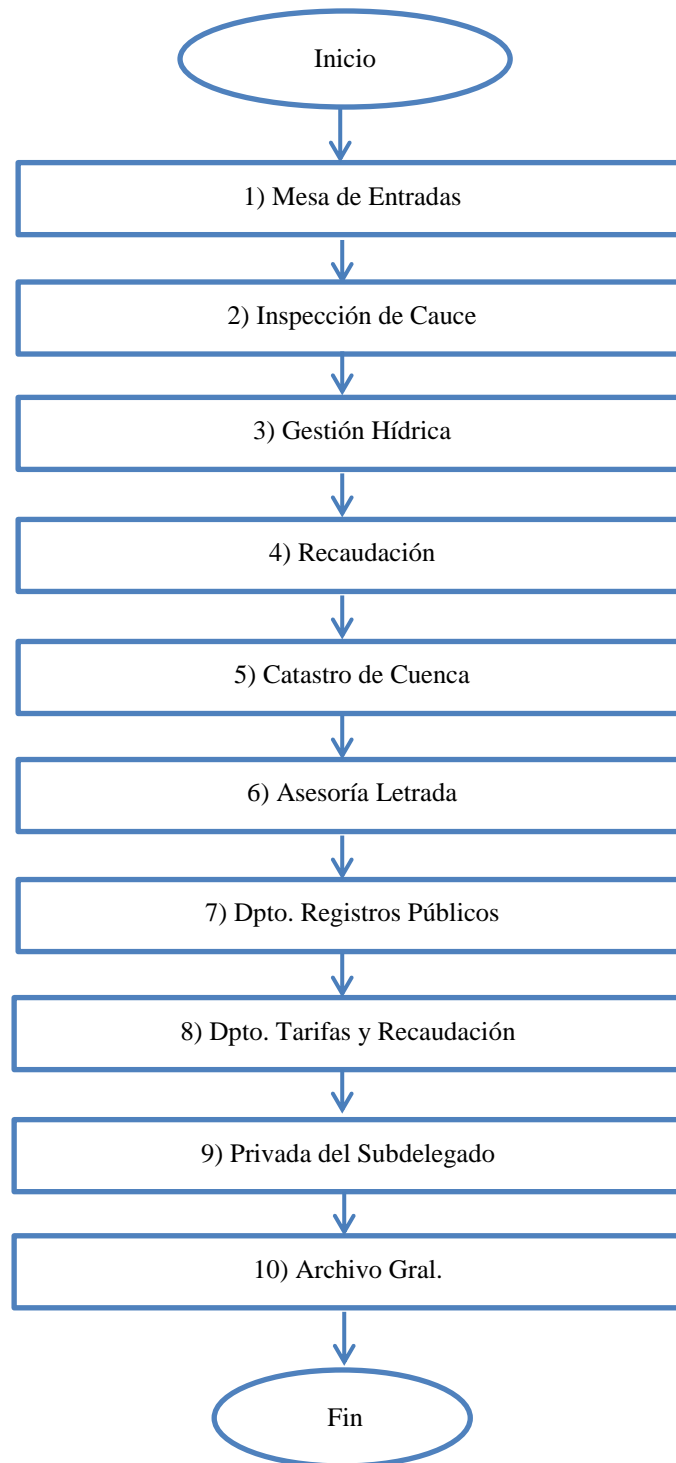 Inicio
1) Mesa de Entradas
2) Inspección de Cauce
3) Gestión Hídrica
4) Recaudación
5) Catastro de Cuenca
6) Asesoría Letrada
7) Dpto. Registros Públicos
8) Dpto. Tarifas y Recaudación
9) Privada del Subdelegado
10) Archivo Gral.
Fin